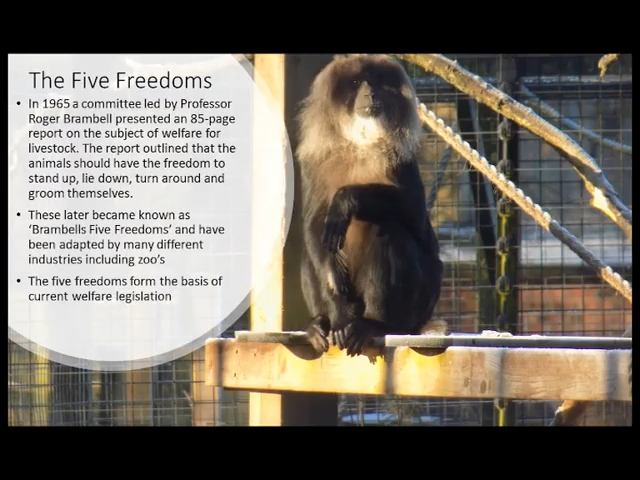 The Five Freedoms
• In 1965 a committee led by Professor
Roger Brambell presented an 85-page
report on the subject of welfare for
livestock. The report outlined that the
animals should have the freedom to
stand up, lie down, turn around and
groom themselves.
• These later became known as
‘Brambells Five Freedoms’ and have
been adapted by many different
industries including zoo’s
• The five freedoms form the basis of
current welfare legislation